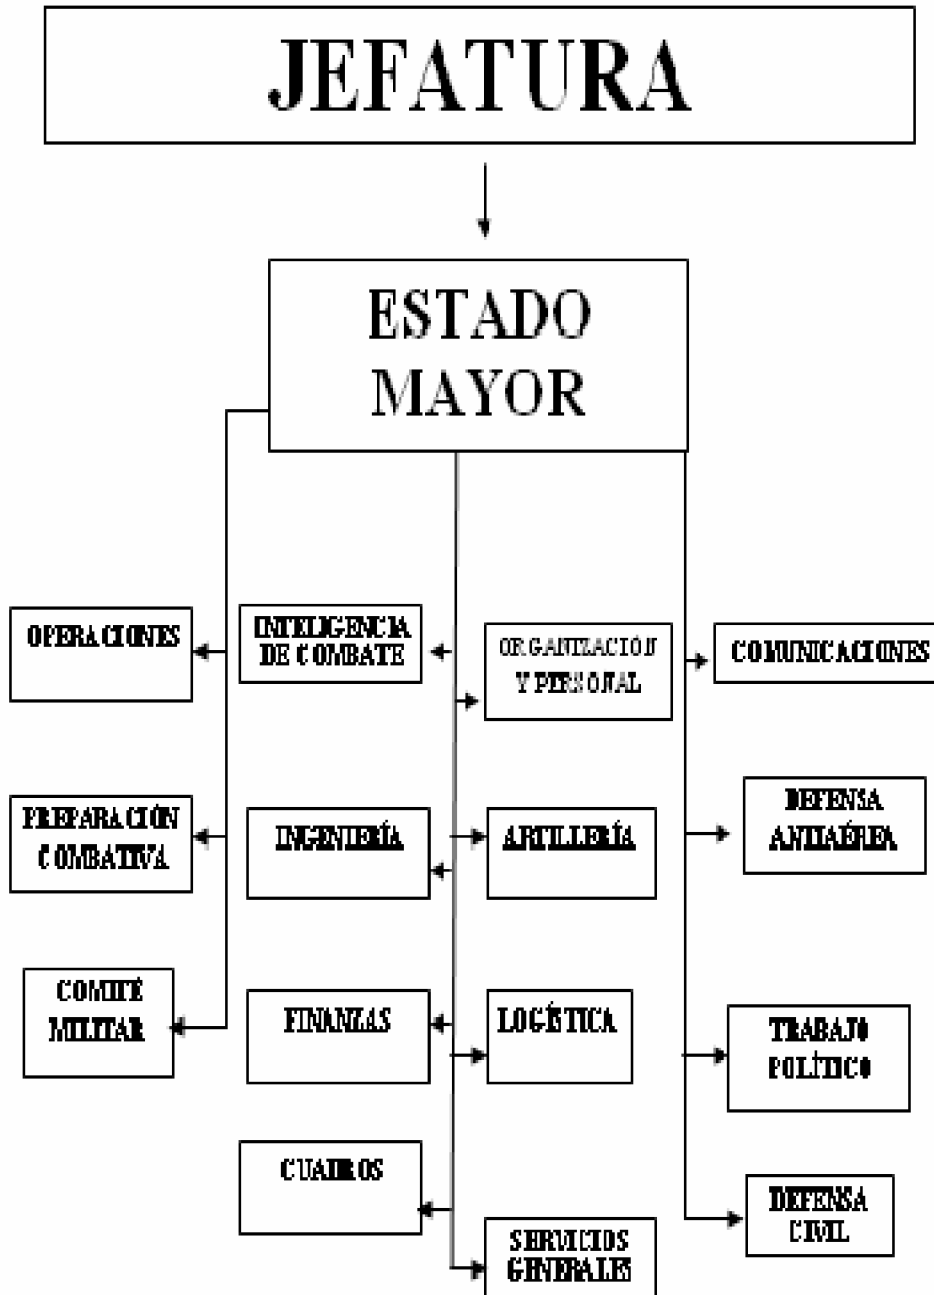 JEFATURA
ESTADO
MAYOR
OPERACIONES
INTELIGENCIA
DE COMBATE
ORGANIZACIÓN
Y PERSONAL
COMUNICACIONES
PREPARACIÓN
COMBATIVA
INGENIERÍA
ARTILLERÍA
DEFENSA
ANTIAÉREA
COMITÉ
MILITAR
FINANZAS
LOGÍSTICA
TRABAJO
POLÍTICO
CUADROS
SERVICIOS
GENERALES
DEFENSA
CIVIL